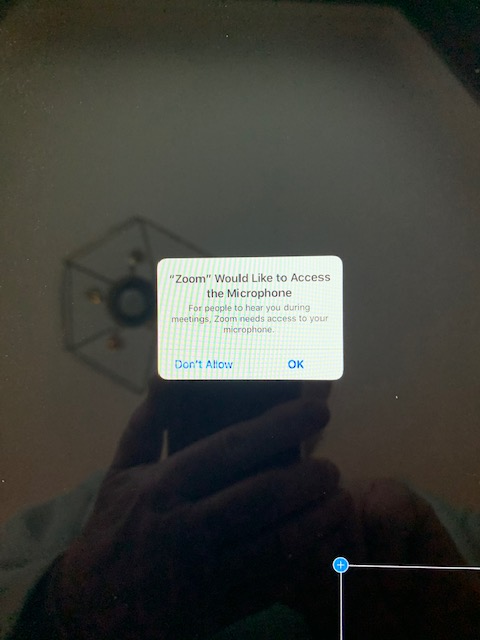 "Zoom" Would Like to Access
the Microphone
For people to hear you during
meetings, Zoom needs access to your
microphone.
Don't Allow OK